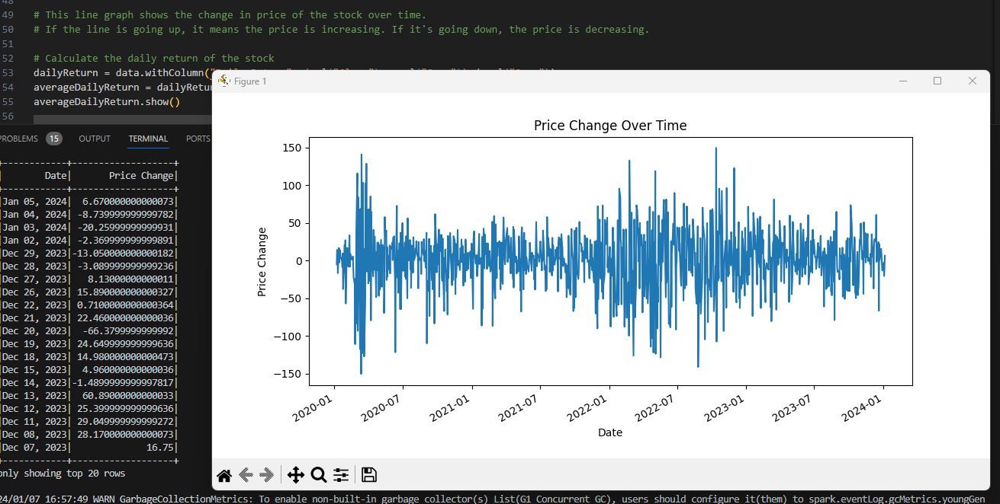 48
49 # This line graph shows the change in price of the stock over time.
50 # If the line is going up, it means the price is increasing. If it's going down, the price is decreasing.
51
52 # Calculate the daily return of the stock
53 dailyReturn = data.withColumn(
54 averageDailyReturn = dailyRetur
55 averageDailyReturn.show()
56
PROBLEMS 15 OUTPUT TERMINAL PORTS
+------------+-------------------+
| Date| Price Change|
+------------+-------------------+
|Jan 05, 2024| 6.670000000000073|
|Jan 04, 2024| -8.739999999999782|
|Jan 03, 2024| -20.25999999999931|
|Jan 02, 2024| -2.369999999999891|
|Dec 29, 2023|-13.050000000000182|
|Dec 28, 2023| -3.0899999999999236|
|Dec 27, 2023| 8.13000000000011|
|Dec 26, 2023| 15.890000000000327|
|Dec 22, 2023| 0.7100000000000364|
|Dec 21, 2023| 22.460000000000036|
|Dec 20, 2023| -66.3799999999992|
|Dec 19, 2023| 24.649999999999636|
|Dec 18, 2023| 14.980000000000473|
|Dec 15, 2023| 4.960000000000036|
|Dec 14, 2023|-1.4899999999997817|
|Dec 13, 2023| 60.89000000000033|
|Dec 12, 2023| 25.399999999999636|
|Dec 11, 2023| 29.049999999999272|
|Dec 08, 2023| 28.170000000000073|
|Dec 07, 2023| 16.75|
+------------+-------------------+
only showing top 20 rows
24/01/07 16:57:49 WARN GarbageCollectionMetrics: To enable non-built-in garbage collector(s) List(G1 Concurrent GC), users should configure it(them) to spark.eventLog.gcMetrics.youngGen
Figure 1
Price Change Over Time
150
100
50
0
−50
−100
−150
Price Change
2020-01
2020-07
2021-01
2021-07
2022-01
2022-07
2023-01
2023-07
2024-01
Date